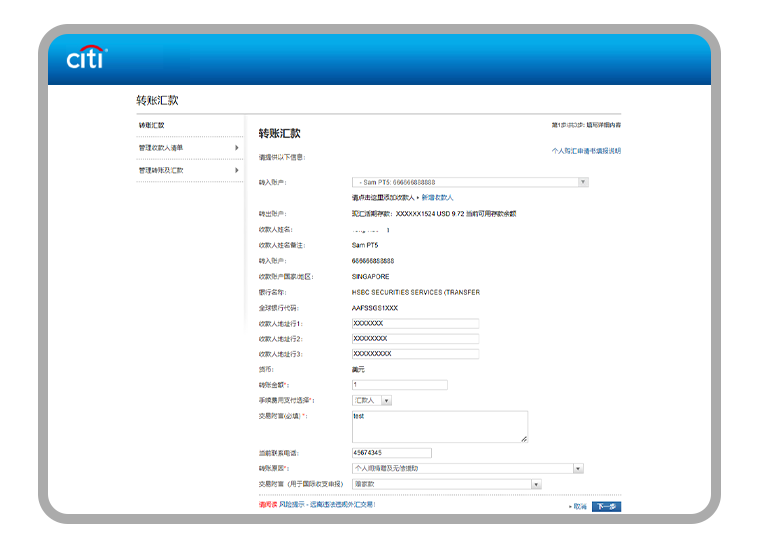 citi
转账汇款
转账汇款
管理收款人清单
管理转账及汇款
转账汇款
第1步(共3步): 填写详细内容
个人购汇申请书填报说明
请提供以下信息:
转入账户: - Sam PT5: 666666888888
请点击这里添加收款人 新增收款人
转出账户: 现汇活期存款: XXXXXX1524 USD 9.72 当前可用存款余额
收款人姓名:
收款人姓名备注: Sam PT5
转入账户: 666666888888
收款账户国家/地区: SINGAPORE
银行名称: HSBC SECURITIES SERVICES (TRANSFER
全球银行代码: AAFSSGS1XXX
收款人地址行1: XXXXXXX
收款人地址行2: XXXXXXXX
收款人地址行3: XXXXXXXXX
货币: 美元
转账金额*: 1
手续费用支付选择*: 汇款人
交易附言(必填) *: test
当前联系电话: 45674345
转账原因*: 个人间捐赠及无偿援助
交易附言 (用于国际收支申报) 赡家款
请阅读 风险提示 - 远离违法违规外汇交易!
取消 下一步